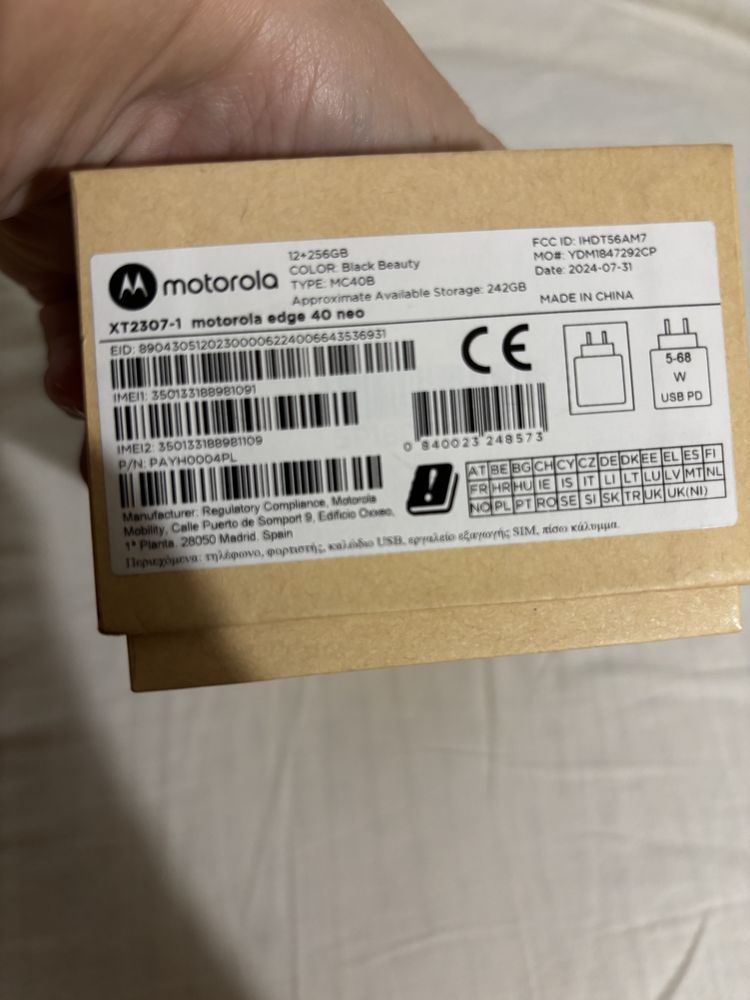 motorola
12+256GB
COLOR: Black Beauty
TYPE: MC40B
Approximate Available Storage: 242GB
FCC ID: IHDT56AM7
MO#: YDM1847292CP
Date: 2024-07-31
MADE IN CHINA
XT2307-1 motorola edge 40 neo
EID: 89043051202300006224006643536931
IMEI1: 350133188981091
IMEI2: 350133188981109
P/N: PAYH0004PL
CE
0 840023 248573
5-68
W
USB PD
AT BE BG CH CY CZ DE DK EE EL ES FI
FR HR HU IE IS IT LI LT LU LV MT NL
NO PL PT RO SE SI SK TR UK UK(NI)
Manufacturer: Regulatory Compliance, Motorola
Mobility, Calle Puerto de Somport 9, Edificio Oxxeo,
1ª Planta, 28050 Madrid, Spain
Περιεχόμενα: τηλέφωνο, φορτιστής, καλώδιο USB, εργαλείο εξαγωγής SIM, πίσω κάλυμμα.